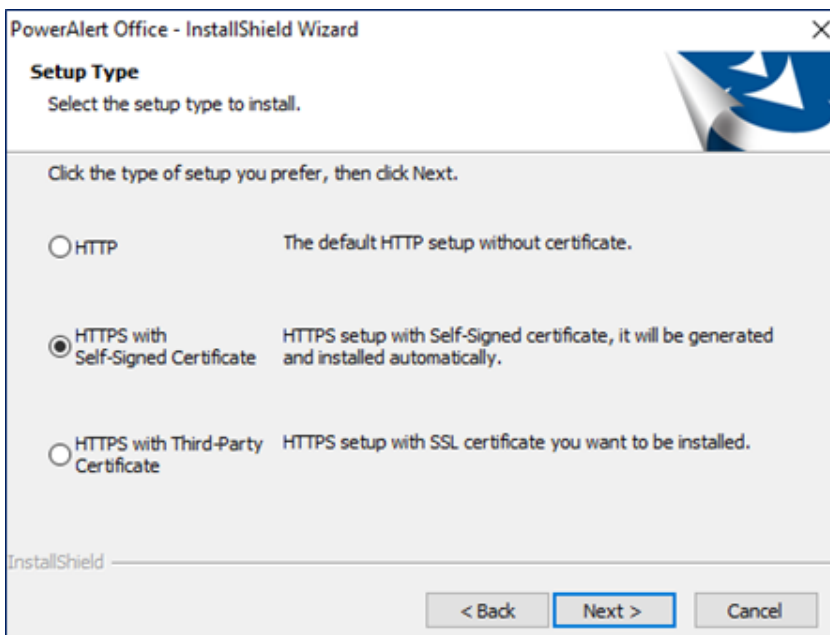 PowerAlert Office - InstallShield Wizard
Setup Type
Select the setup type to install.
Click the type of setup you prefer, then click Next.
HTTP
The default HTTP setup without certificate.
HTTPS with
Self-Signed Certificate
HTTPS setup with Self-Signed certificate, it will be generated
and installed automatically.
HTTPS with Third-Party
Certificate
HTTPS setup with SSL certificate you want to be installed.
InstallShield
< Back
Next >
Cancel